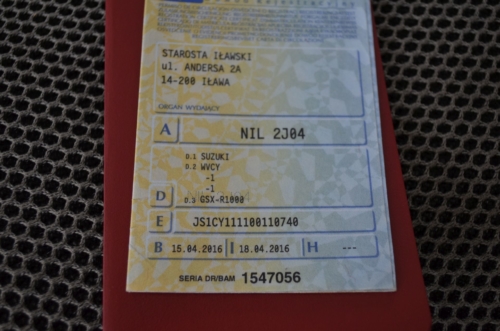 STAROSTA IŁAWSKI
ul. ANDERSA 2A
14-200 IŁAWA
ORGAN WYDAJĄCY
A NIL 2J04
D.1 SUZUKI
D.2 WVCY
-1
-1
D D.3 GSX-R1000
E JS1CY111100110740
B 15.04.2016 I 18.04.2016 H ---
SERIA DR/BAM 1547056